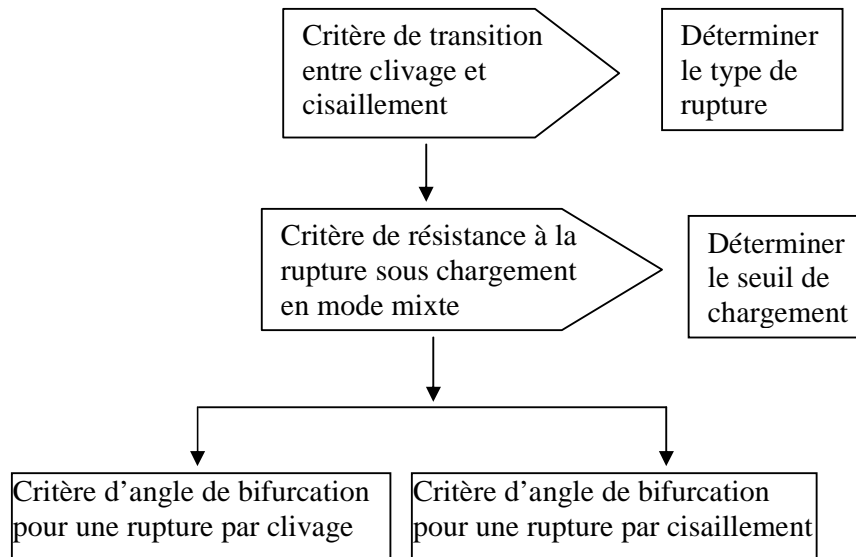 Critère de transition
entre clivage et
cisaillement
Déterminer
le type de
rupture
Critère de résistance à la
rupture sous chargement
en mode mixte
Déterminer
le seuil de
chargement
Critère d’angle de bifurcation
pour une rupture par clivage
Critère d’angle de bifurcation
pour une rupture par cisaillement